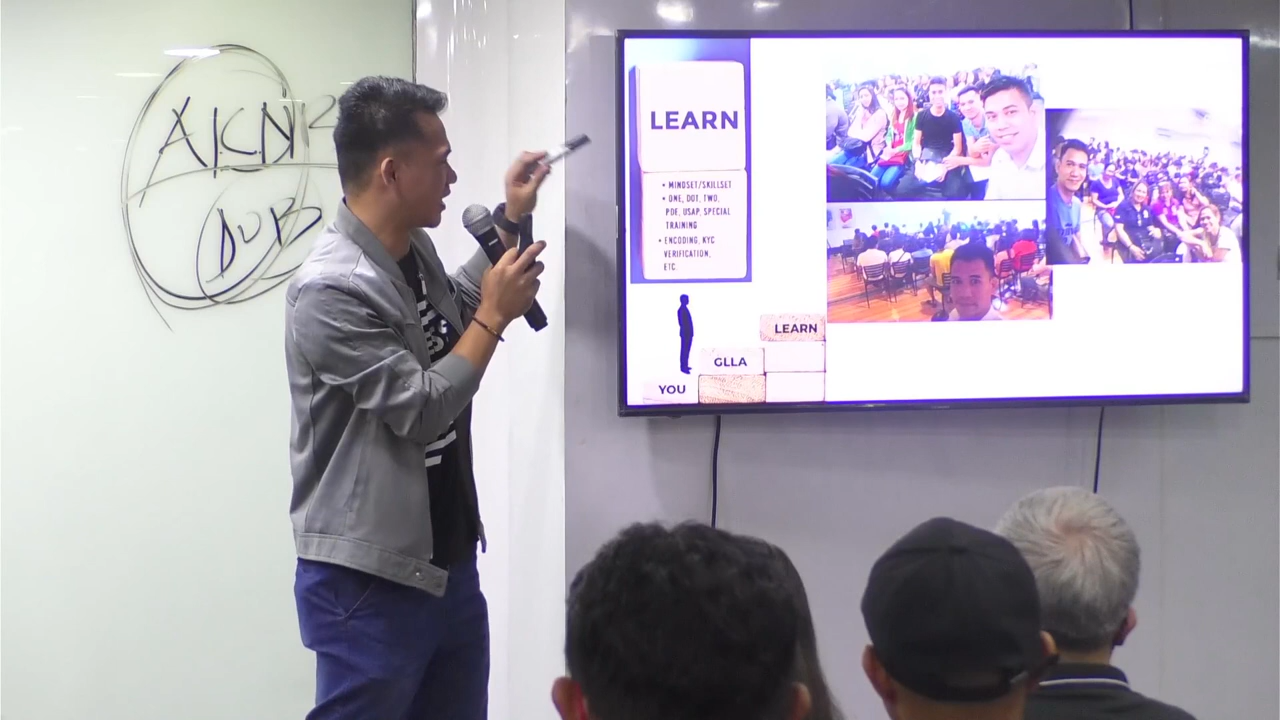 LEARN
• MINDSET/SKILLSET
• ONE, DOT, TWO,
POE, USAP, SPECIAL
TRAINING
• ENCODING, KYC
VERIFICATION,
ETC.
LEARN
GLLA
YOU